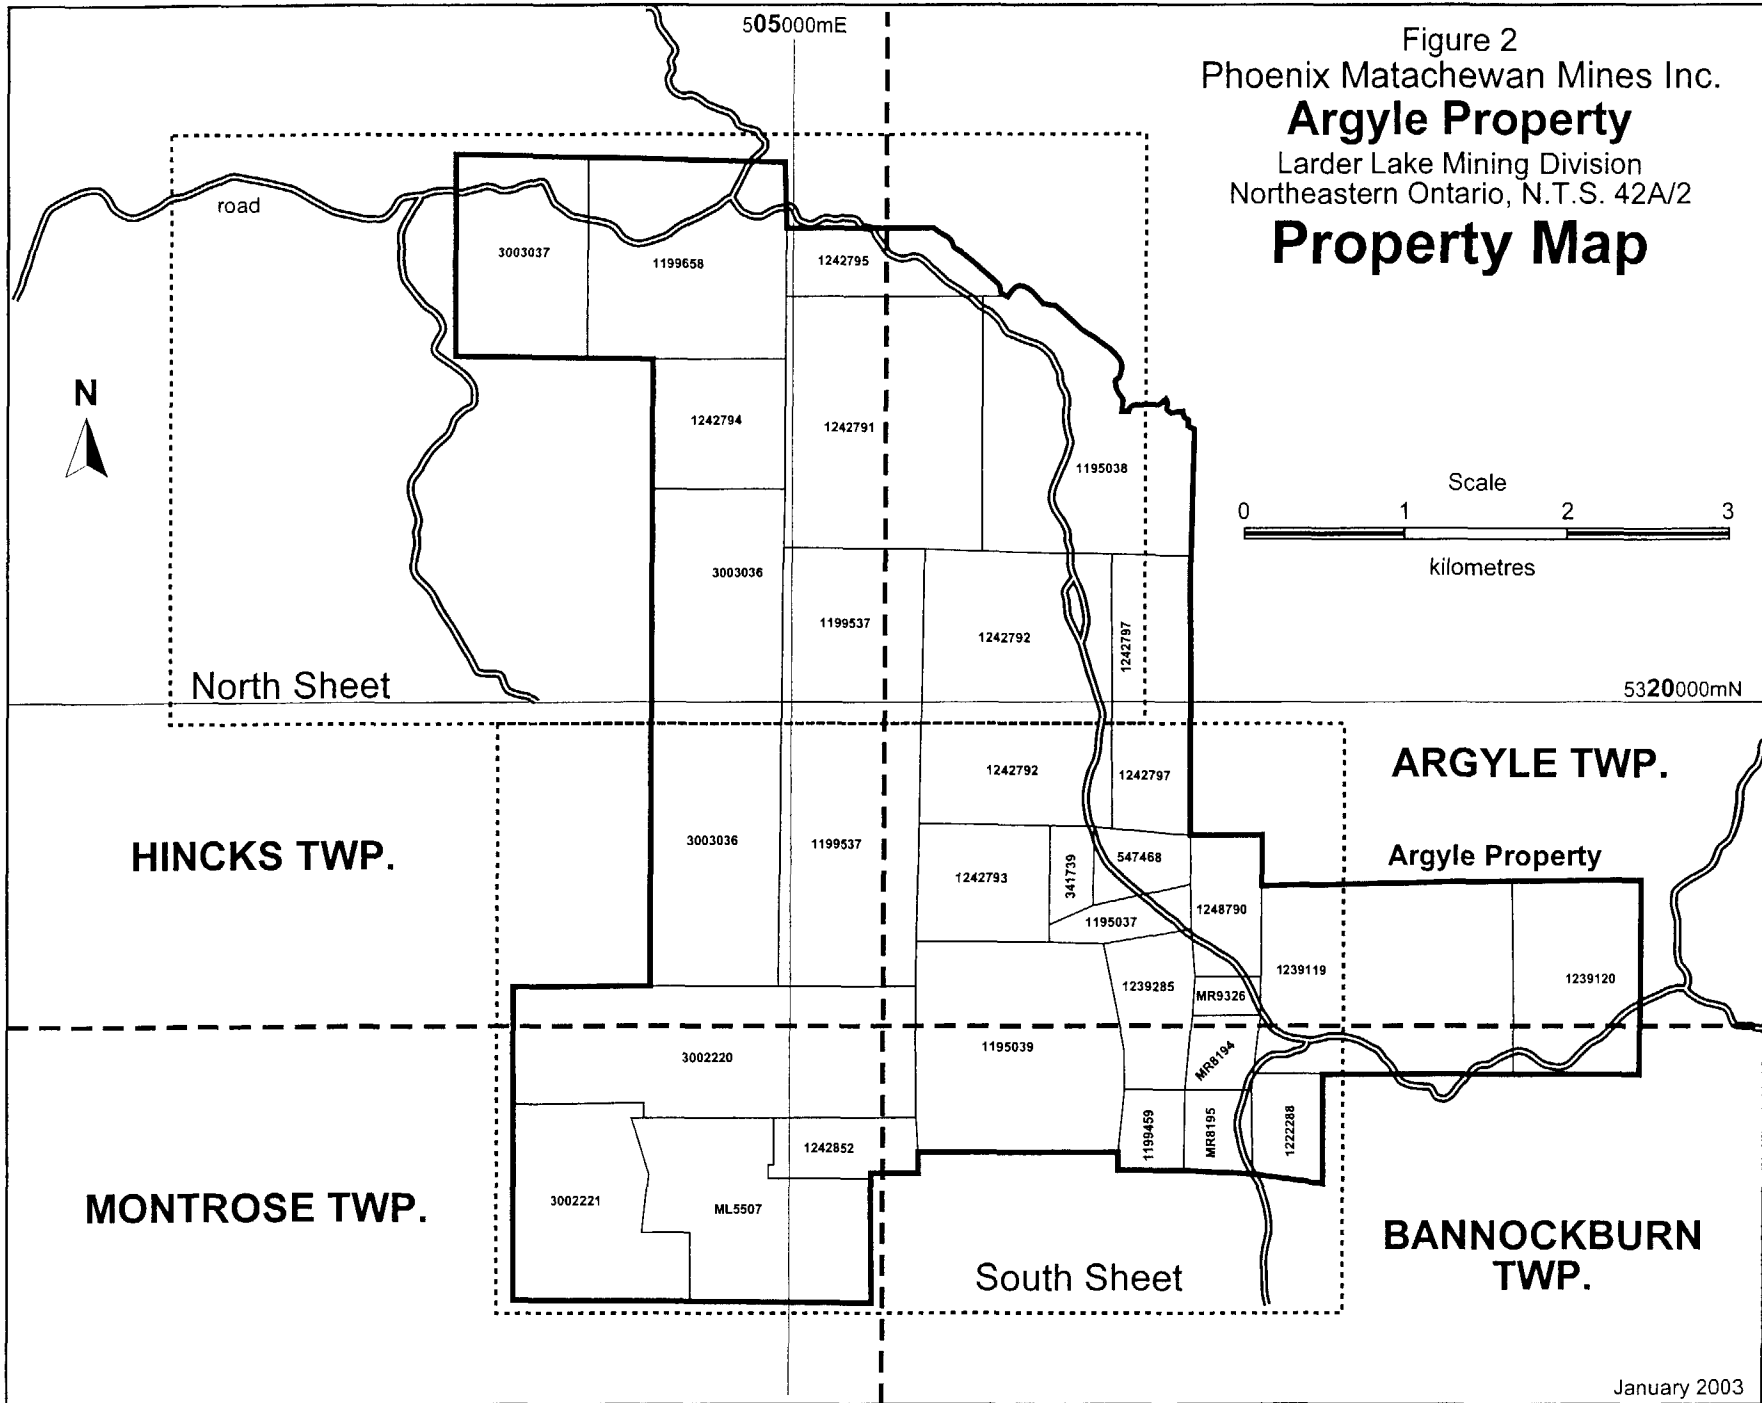 505000mE
Figure 2
Phoenix Matachewan Mines Inc.
Argyle Property
Larder Lake Mining Division
Northeastern Ontario, N.T.S. 42A/2
Property Map
road
3003037
1199658
1242795
N
1242794
1242791
1195038
Scale
0 1 2 3
kilometres
3003036
1199537
1242792
1242797
North Sheet
5320000mN
1242792
1242797
ARGYLE TWP.
HINCKS TWP.
3003036
1199537
1242793
341739
547468
Argyle Property
1195037
1248790
1239119
1239120
1239285
MR9326
3002220
1195039
MR8194
1242852
1199459
MR8195
1222288
3002221
ML5507
MONTROSE TWP.
BANNOCKBURN
TWP.
South Sheet
January 2003